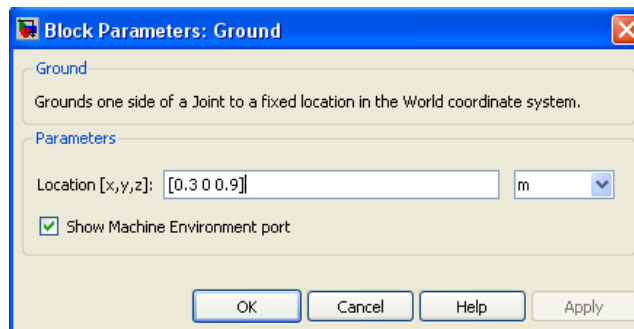 Block Parameters: Ground
Ground
Grounds one side of a Joint to a fixed location in the World coordinate system.
Parameters
Location [x,y,z]: [0.3 0 0.9] m
Show Machine Environment port
OK Cancel Help Apply